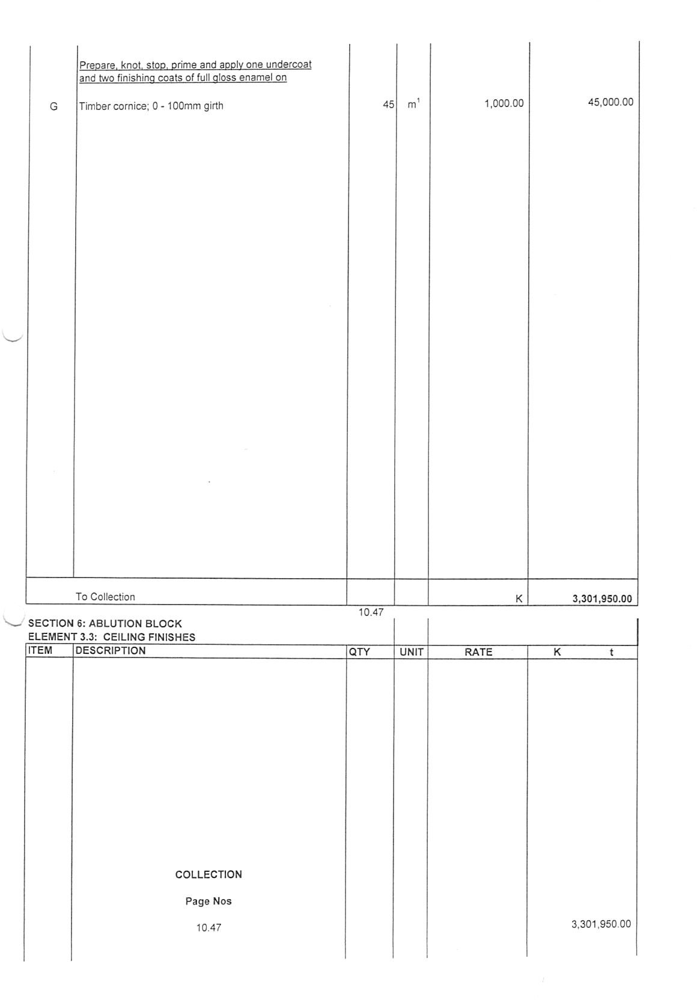 Prepare, knot, stop, prime and apply one undercoat
and two finishing coats of full gloss enamel on
G Timber cornice; 0 - 100mm girth 45 m¹ 1,000.00 45,000.00
To Collection K 3,301,950.00
10.47
SECTION 6: ABLUTION BLOCK
ELEMENT 3.3: CEILING FINISHES
ITEM DESCRIPTION QTY UNIT RATE K t
COLLECTION
Page Nos
10.47 3,301,950.00